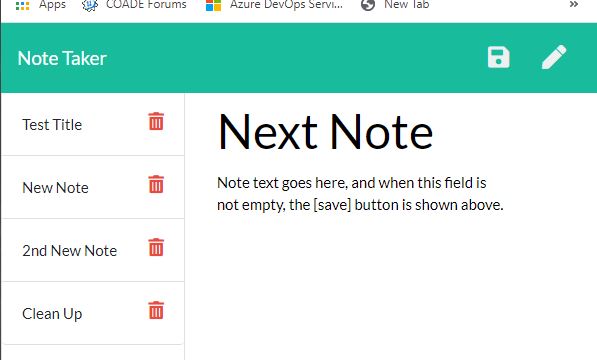 Apps COADE Forums Azure DevOps Servi... New Tab »
Note Taker
Test Title
New Note
2nd New Note
Clean Up
Next Note
Note text goes here, and when this field is
not empty, the [save] button is shown above.